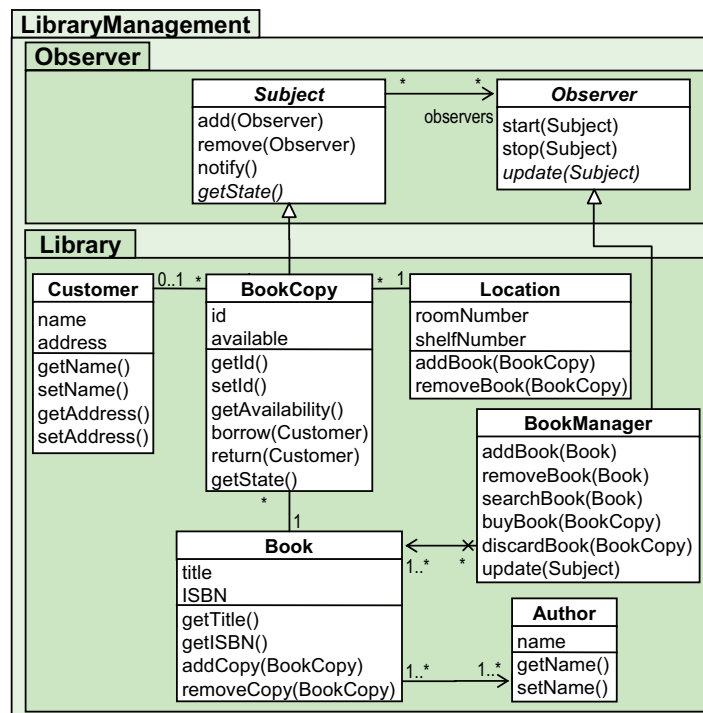 LibraryManagement
Observer
Subject
add(Observer)
remove(Observer)
notify()
getState()
*
*
observers
Observer
start(Subject)
stop(Subject)
update(Subject)
Library
Customer
name
address
getName()
setName()
getAddress()
setAddress()
0..1
*
BookCopy
id
available
getId()
setId()
getAvailability()
borrow(Customer)
return(Customer)
getState()
*
1
Location
roomNumber
shelfNumber
addBook(BookCopy)
removeBook(BookCopy)
BookManager
addBook(Book)
removeBook(Book)
searchBook(Book)
buyBook(BookCopy)
discardBook(BookCopy)
update(Subject)
*
1
1..*
*
Book
title
ISBN
getTitle()
getISBN()
addCopy(BookCopy)
removeCopy(BookCopy)
1..*
1..*
Author
name
getName()
setName()